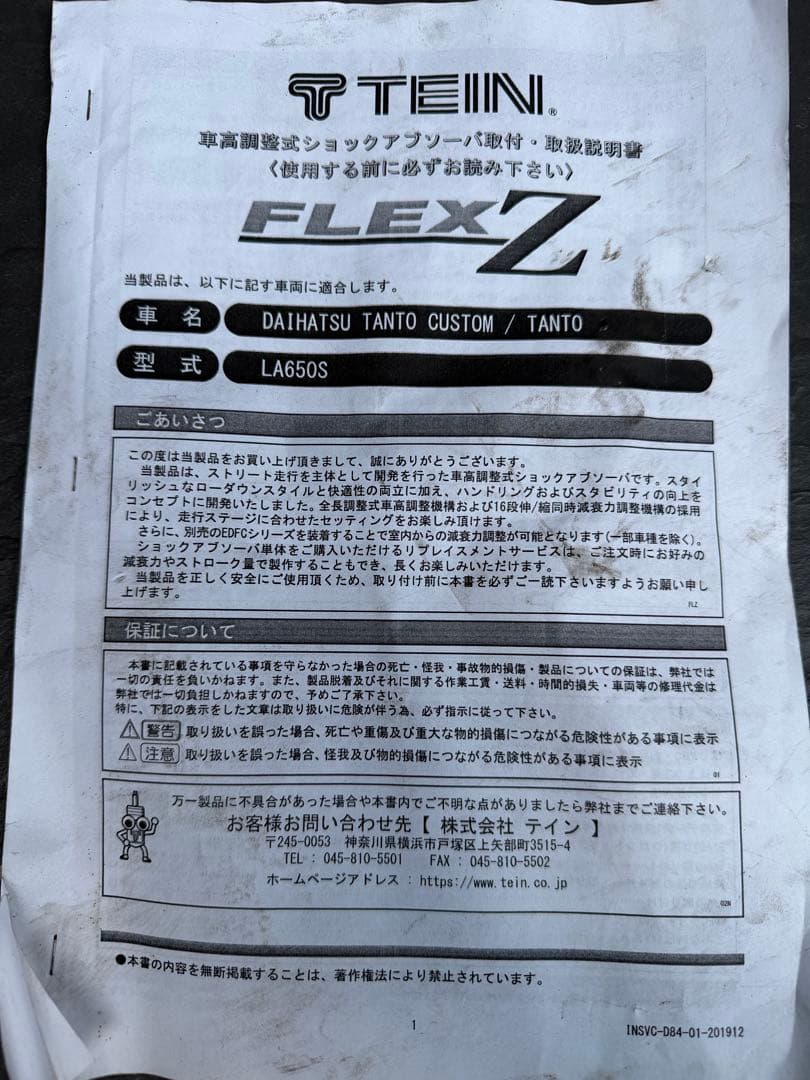 TEIN®
車高調整式ショックアブソーバ取付・取扱説明書
〈使用する前に必ずお読み下さい〉
FLEX Z
当製品は、以下に記す車両に適合します。
車 名 DAIHATSU TANTO CUSTOM / TANTO
型 式 LA650S
ごあいさつ
この度は当製品をお買い上げ頂きまして、誠にありがとうございます。
当製品は、ストリート走行を主体として開発を行った車高調整式ショックアブソーバです。スタイ
リッシュなローダウンスタイルと快適性の両立に加え、ハンドリングおよびスタビリティの向上を
コンセプトに開発いたしました。全長調整式車高調整機構および16段伸/縮同時減衰力調整機構の採用
により、走行ステージに合わせたセッティングをお楽しみ頂けます。
さらに、別売のEDFCシリーズを装着することで室内からの減衰力調整が可能となります(一部車種を除く)。
ショックアブソーバ単体をご購入いただけるリプレイスメントサービスは、ご注文時にお好みの
減衰力やストローク量で製作することもでき、長くお楽しみいただけます。
当製品を正しく安全にご使用頂くため、取り付け前に本書を必ずご一読下さいますようお願い申し
上げます。
FLZ
保証について
本書に記載されている事項を守らなかった場合の死亡・怪我・事故物的損傷・製品についての保証は、弊社では
一切の責任を負いかねます。また、製品脱着及びそれに関する作業工賃・送料・時間的損失・車両等の修理代金は
弊社では一切負担しかねますので、予めご了承下さい。
特に、下記の表示をした文章は取り扱いに危険が伴う為、必ず指示に従って下さい。
警告 取り扱いを誤った場合、死亡や重傷及び重大な物的損傷につながる危険性がある事項に表示
注意 取り扱いを誤った場合、怪我及び物的損傷につながる危険性がある事項に表示
01
万一製品に不具合があった場合や本書内でご不明な点がありましたら弊社までご連絡下さい。
お客様お問い合わせ先【 株式会社 テイン 】
〒245-0053 神奈川県横浜市戸塚区上矢部町3515-4
TEL : 045-810-5501 FAX : 045-810-5502
ホームページアドレス : https://www.tein.co.jp
02N
●本書の内容を無断掲載することは、著作権法により禁止されています。
1
INSVC-D84-01-201912